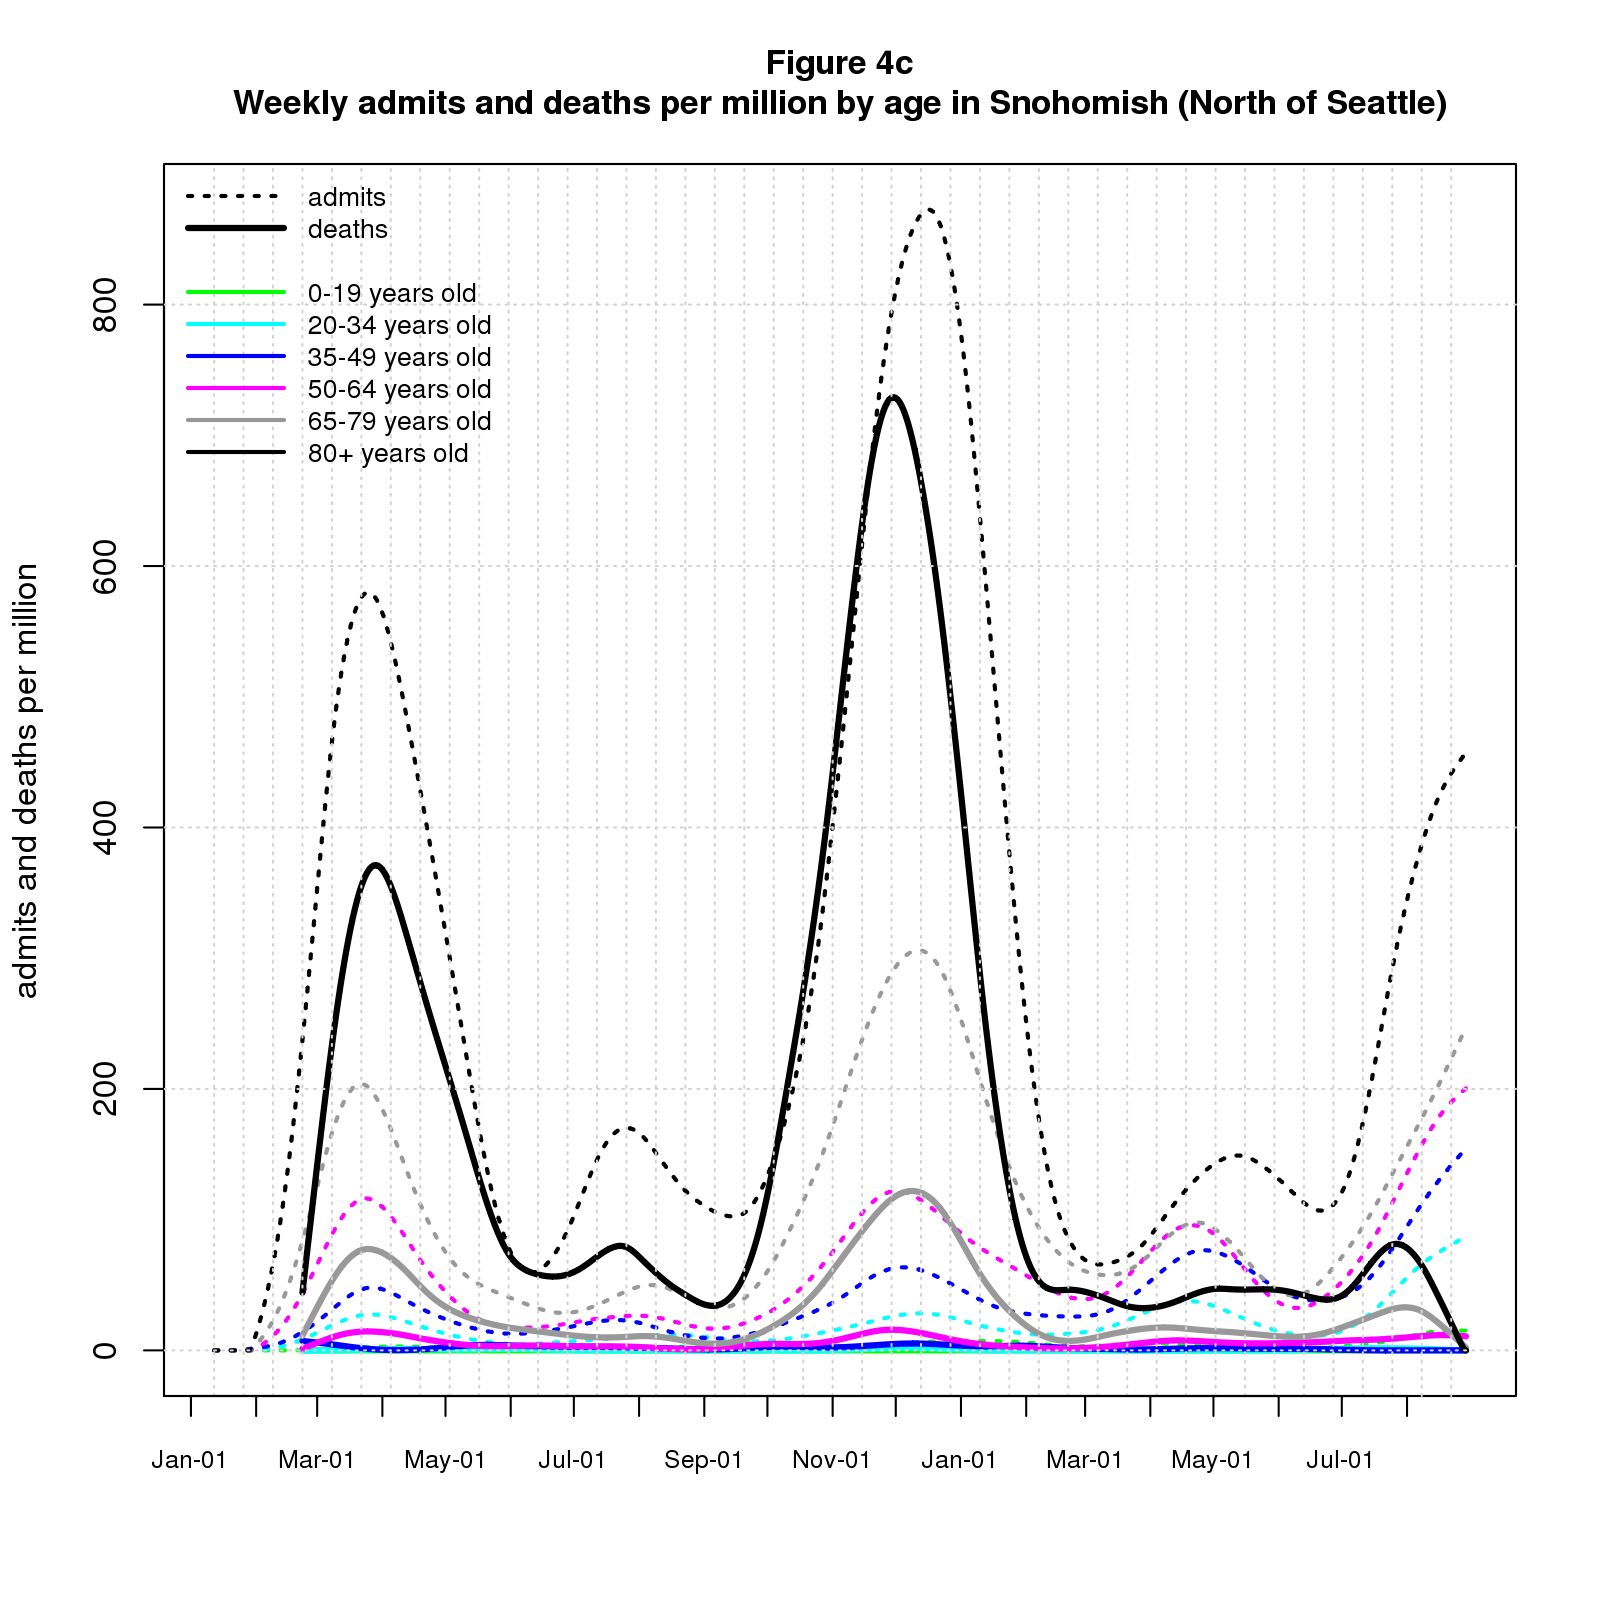 Figure 4c
Weekly admits and deaths per million by age in Snohomish (North of Seattle)
admits
deaths
0-19 years old
20-34 years old
35-49 years old
50-64 years old
65-79 years old
80+ years old
admits and deaths per million
800
600
400
200
0
Jan-01
Mar-01
May-01
Jul-01
Sep-01
Nov-01
Jan-01
Mar-01
May-01
Jul-01